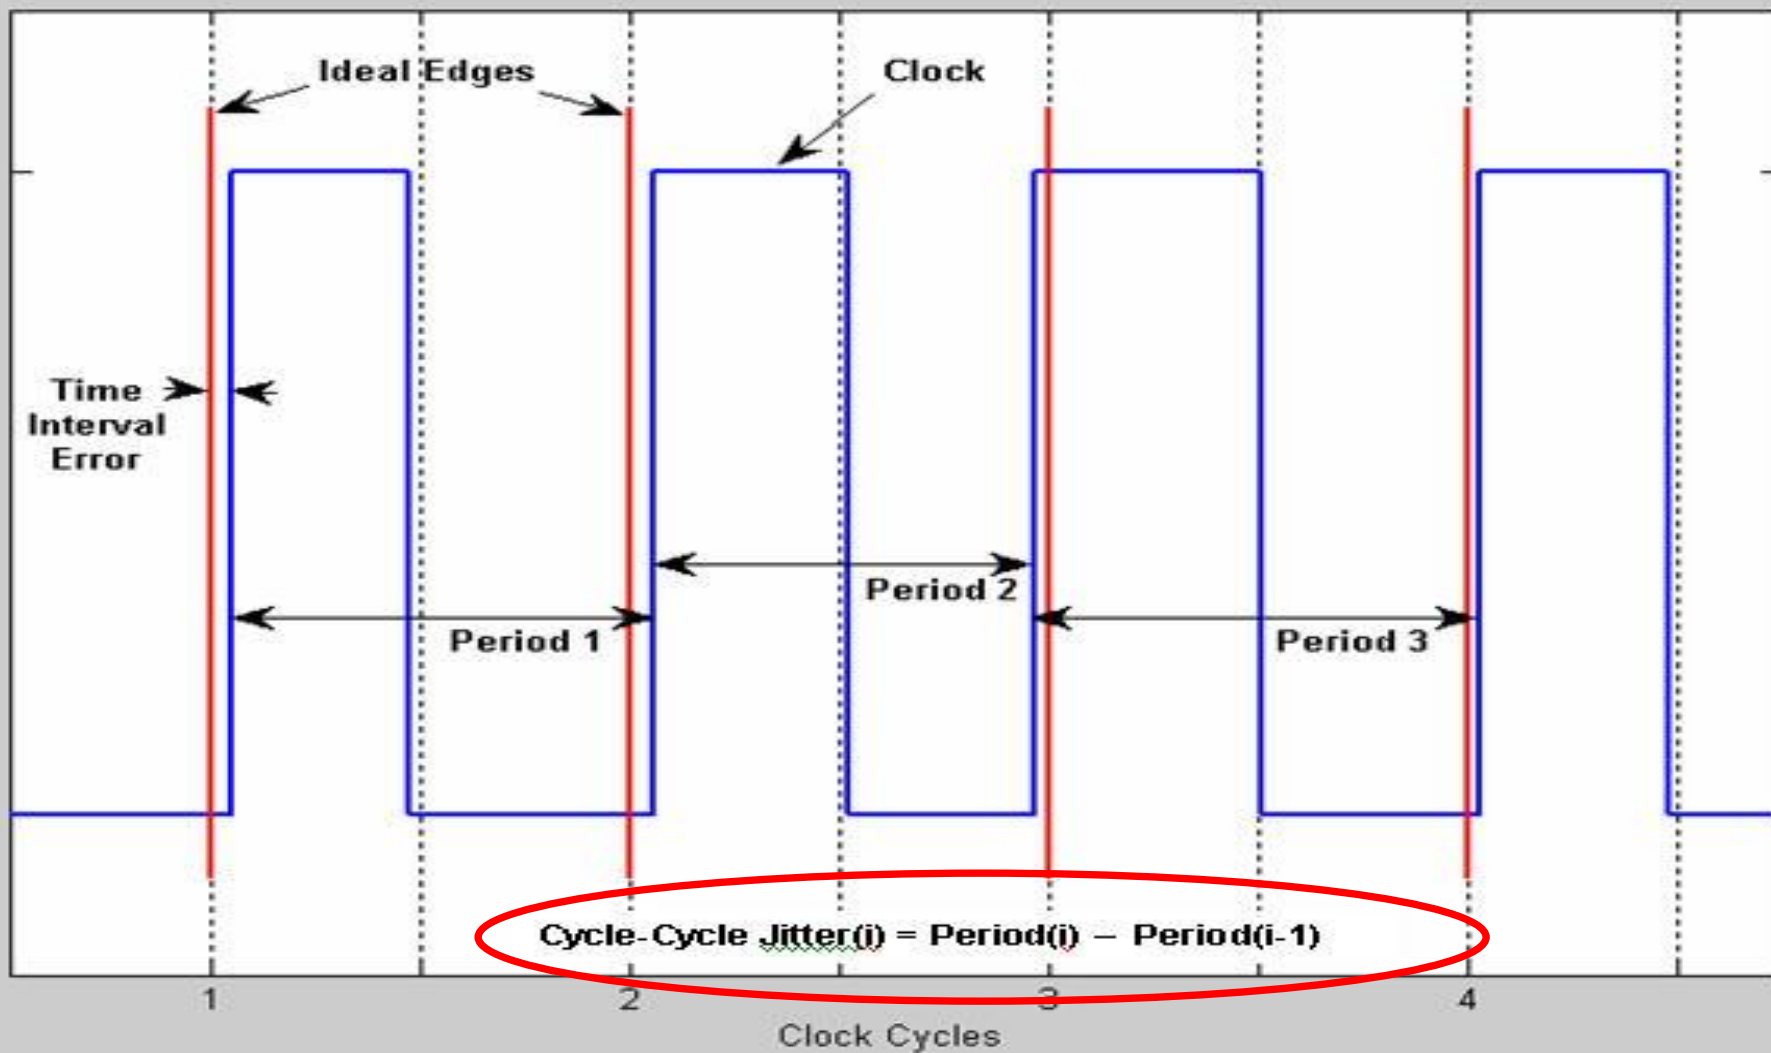 Ideal Edges
Clock
Time
Interval
Error
Period 2
Period 1
Period 3
Cycle-Cycle Jitter(i) = Period(i) – Period(i-1)
1
2
3
4
Clock Cycles